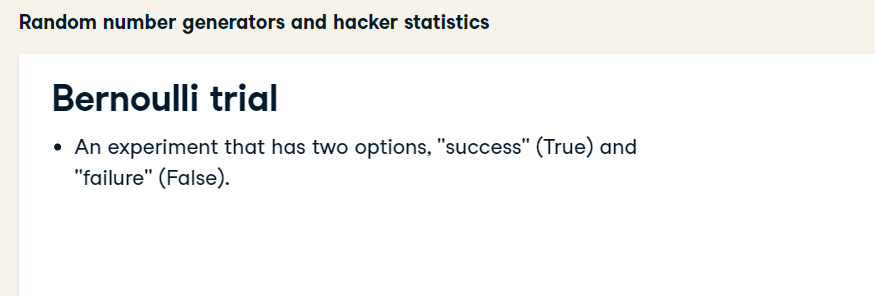 Random number generators and hacker statistics
Bernoulli trial
• An experiment that has two options, "success" (True) and
"failure" (False).